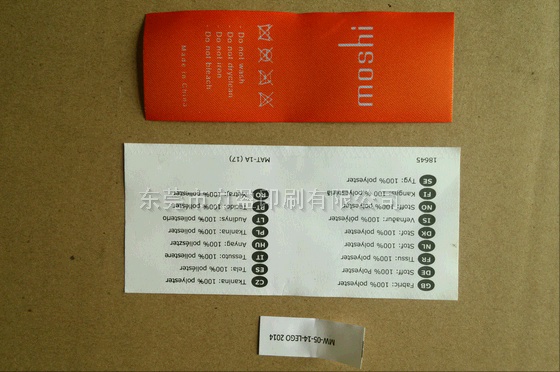 moshi
· Do not wash
· Do not dryclean
· Do not iron
· Do not bleach
Made in China
GB Fabric: 100% polyester
DE Stoff: 100% Polyester
FR Tissu: 100% polyester
NL Stof: 100% polyester
DK Stof: 100% polyester
IS Vefnaður: 100% polyester
NO Stoff: 100% polyester
FI Kangas: 100 % polyesteria
SE Tyg: 100% polyester
18645
CZ Tkanina: 100% polyester
ES Tela: 100% poliéster
IT Tessuto: 100% poliestere
HU Anyag: 100% poliészter
PL Tkanina: 100% poliester
LT Audinys: 100% poliesterio
PT Tecido: 100% poliéster
RO 100% poliester
MAT-1A (17)
MW-05-14-LEGO 2014
东莞市印刷有限公司